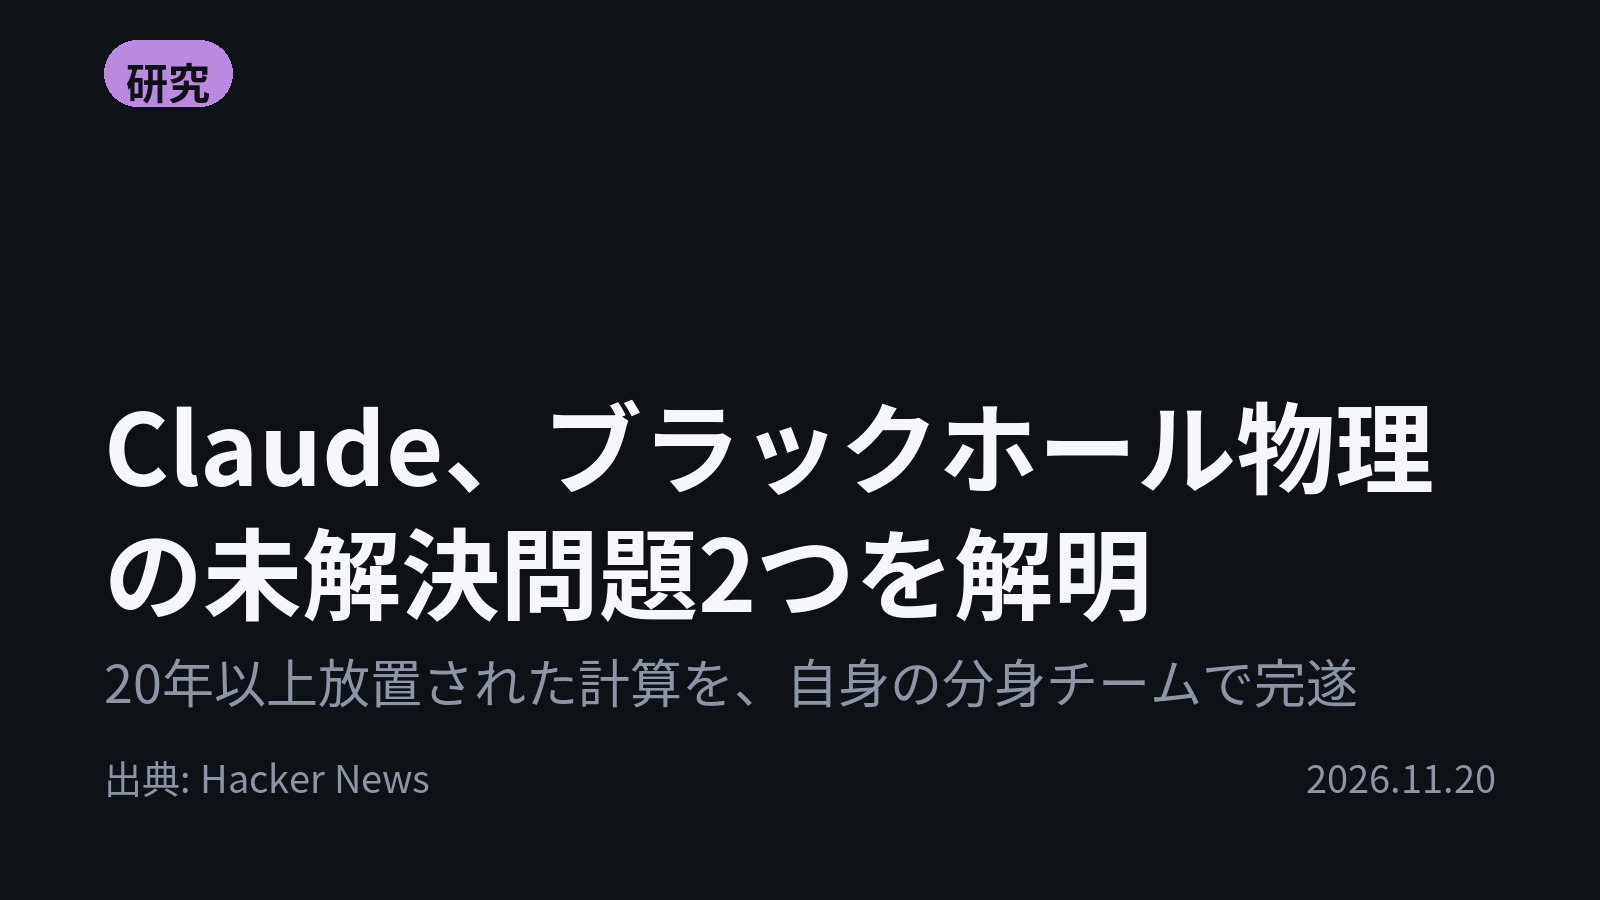 研究
Claude、ブラックホール物理
の未解決問題2つを解明
20年以上放置された計算を、自身の分身チームで完遂
出典: Hacker News
2026.11.20